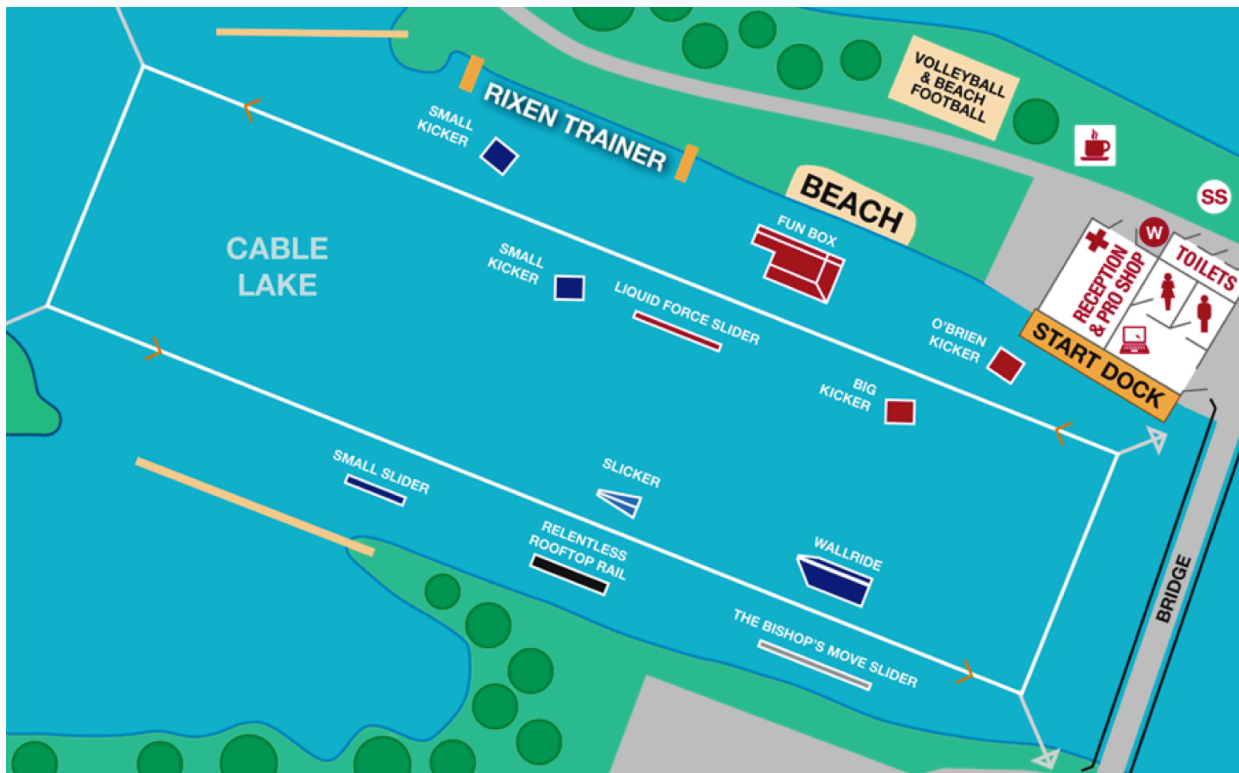 VOLLEYBALL
& BEACH
FOOTBALL
RIXEN TRAINER
SMALL
KICKER
BEACH
SS
W
TOILETS
RECEPTION
& PRO SHOP
START DOCK
FUN BOX
CABLE
LAKE
SMALL
KICKER
LIQUID FORCE SLIDER
O'BRIEN
KICKER
BIG
KICKER
SMALL SLIDER
SLICKER
RELENTLESS
ROOFTOP RAIL
WALLRIDE
THE BISHOP'S MOVE SLIDER
BRIDGE